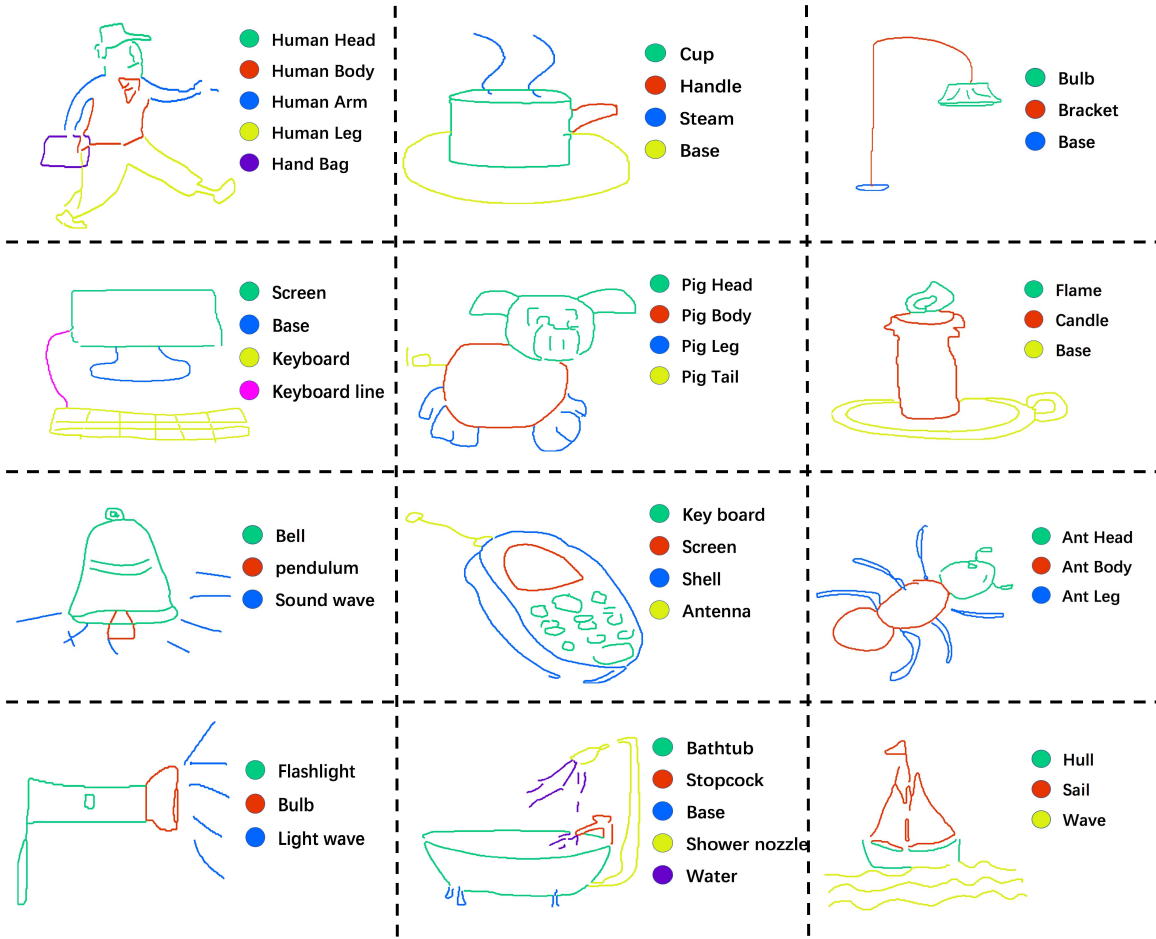 Human Head
Human Body
Human Arm
Human Leg
Hand Bag
Cup
Handle
Steam
Base
Bulb
Bracket
Base
Screen
Base
Keyboard
Keyboard line
Pig Head
Pig Body
Pig Leg
Pig Tail
Flame
Candle
Base
Bell
pendulum
Sound wave
Key board
Screen
Shell
Antenna
Ant Head
Ant Body
Ant Leg
Flashlight
Bulb
Light wave
Bathtub
Stopcock
Base
Shower nozzle
Water
Hull
Sail
Wave